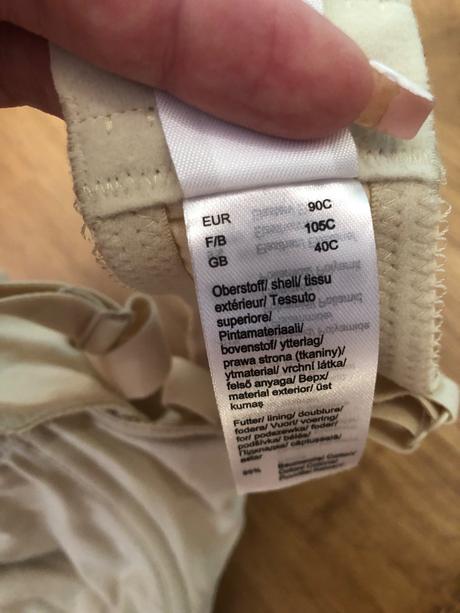 EUR 90C
F/B 105C
GB 40C
Oberstoff/ shell/ tissu
extérieur/ Tessuto
superiore/
Pintamateriaali/
bovenstof/ ytterlag/
prawa strona (tkaniny)/
ytmaterial/ vrchní látka/
felső anyaga/ Верх/
material exterior/ üst
kumaş
Futter/ lining/ doublure/
fodera/ Vuori/ voering/
for/ podszewka/ foder/
podšívka/ bélés/